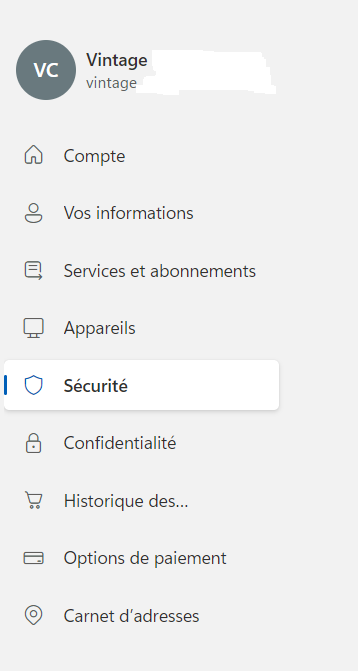 VC
Vintage
vintage
Compte
Vos informations
Services et abonnements
Appareils
Sécurité
Confidentialité
Historique des...
Options de paiement
Carnet d’adresses